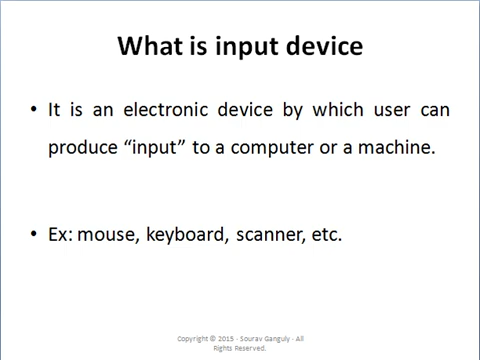 What is input device
• It is an electronic device by which user can
produce “input” to a computer or a machine.
• Ex: mouse, keyboard, scanner, etc.
Copyright © 2015 - Sourav Ganguly - All
Rights Reserved.